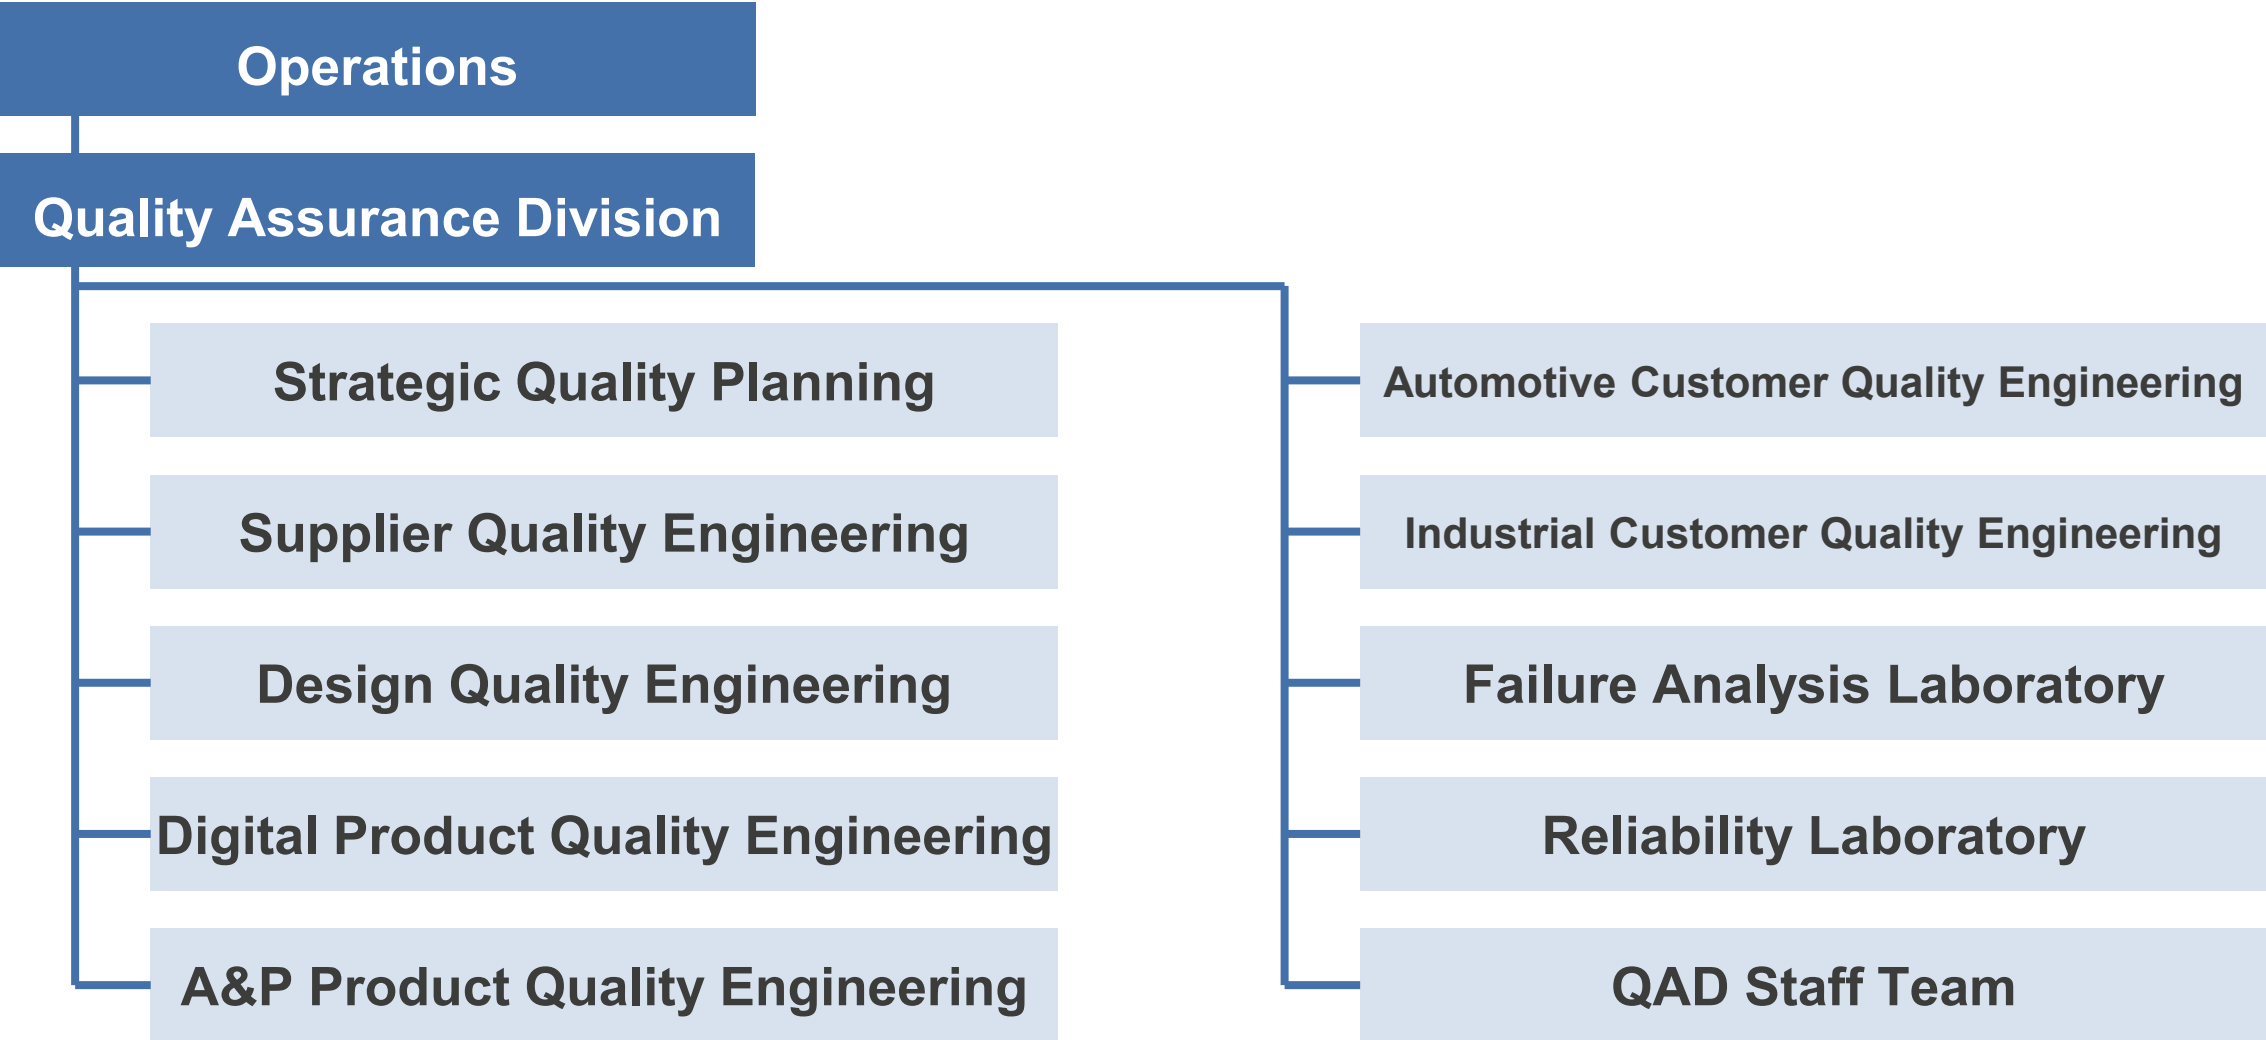 Operations
Quality Assurance Division
Strategic Quality Planning
Supplier Quality Engineering
Design Quality Engineering
Digital Product Quality Engineering
A&P Product Quality Engineering
Automotive Customer Quality Engineering
Industrial Customer Quality Engineering
Failure Analysis Laboratory
Reliability Laboratory
QAD Staff Team